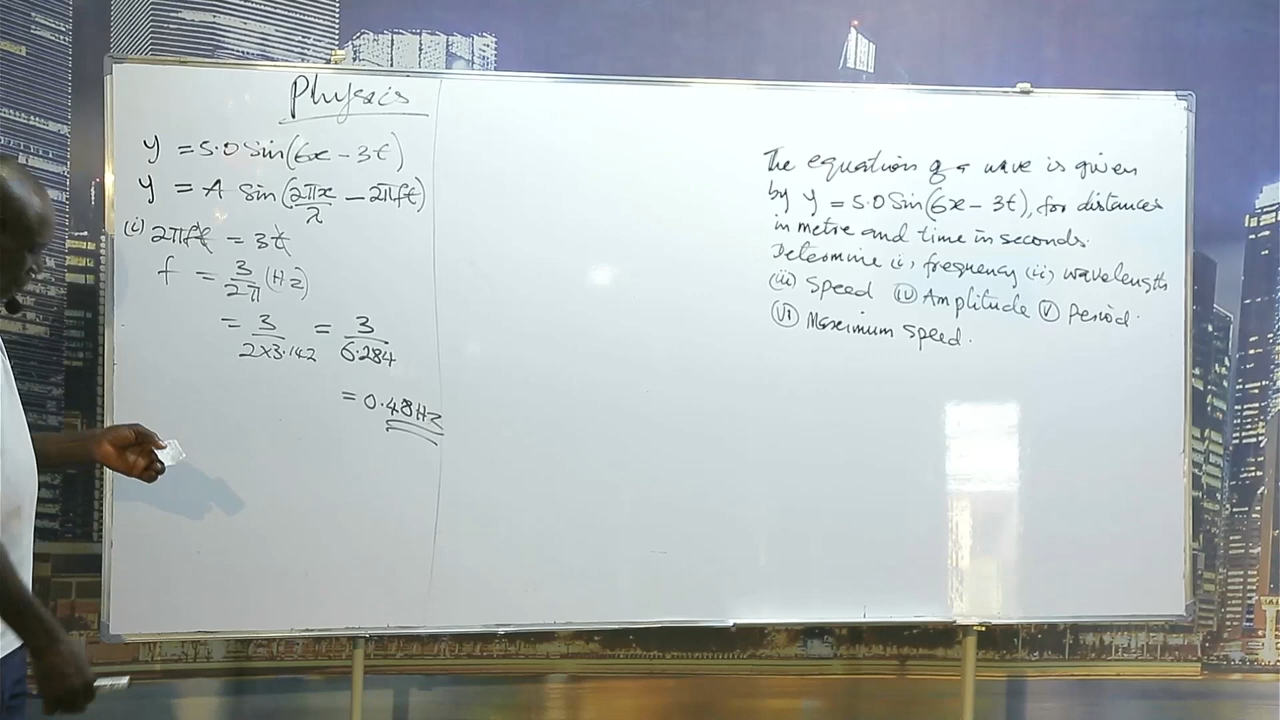 Physics
y = 5.0 Sin(6x - 3t)
y = A Sin(2πx/λ - 2πft)
(i) 2πft = 3t
f = 3/2π (Hz)
= 3/2x3.142 = 3/6.284
= 0.48Hz
The equation of a wave is given
by y = 5.0 Sin(6x - 3t), for distances
in metre and time in seconds.
Determine (i), frequency (ii), wavelength
(iii) Speed (iv) Amplitude (v) Period.
(vi) Maximum Speed.